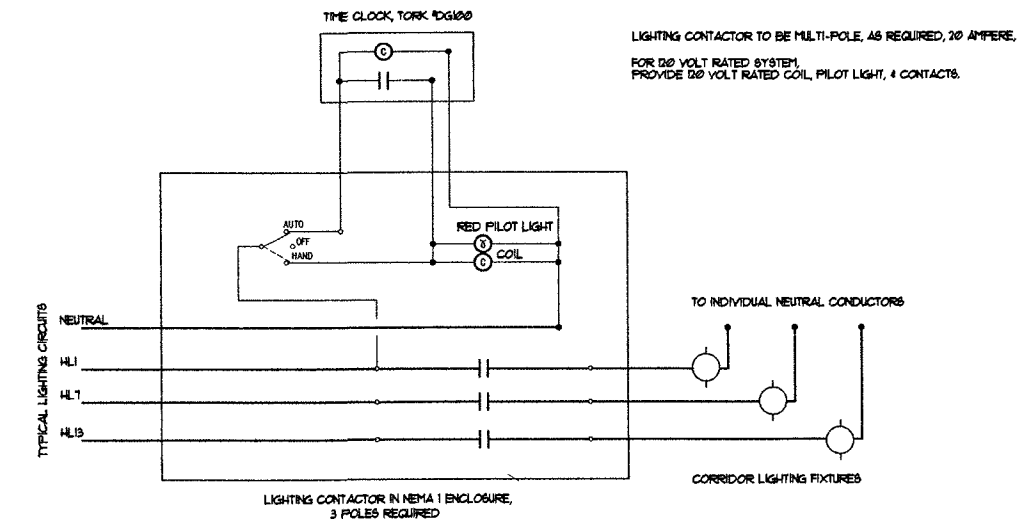 TIME CLOCK, TORK #DG100
LIGHTING CONTACTOR TO BE MULTI-POLE, AS REQUIRED, 20 AMPERE,
FOR 120 VOLT RATED SYSTEM,
PROVIDE 120 VOLT RATED COIL, PILOT LIGHT, & CONTACTS.
C
AUTO
OFF
HAND
RED PILOT LIGHT
COIL
C
TYPICAL LIGHTING CIRCUITS
NEUTRAL
HL1
HL7
HL13
TO INDIVIDUAL NEUTRAL CONDUCTORS
CORRIDOR LIGHTING FIXTURES
LIGHTING CONTACTOR IN NEMA 1 ENCLOSURE,
3 POLES REQUIRED